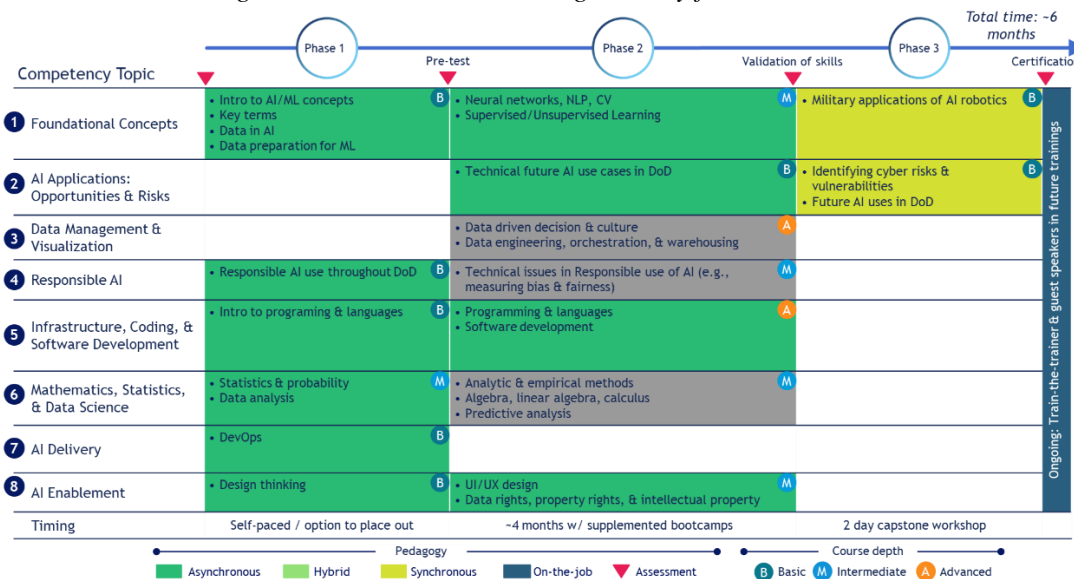 Total time: ~6
months
Phase 1
Phase 2
Phase 3
Pre-test
Validation of skills
Certificatio
Competency Topic
1 Foundational Concepts
• Intro to AI/ML concepts
• Key terms
• Data in AI
• Data preparation for ML
B
• Neural networks, NLP, CV
• Supervised/Unsupervised Learning
M
• Military applications of AI robotics
B
2 AI Applications:
Opportunities & Risks
• Technical future AI use cases in DoD
B
• Identifying cyber risks &
vulnerabilities
• Future AI uses in DoD
B
3 Data Management &
Visualization
• Data driven decision & culture
• Data engineering, orchestration, & warehousing
A
4 Responsible AI
• Responsible AI use throughout DoD
B
• Technical issues in Responsible use of AI (e.g.,
measuring bias & fairness)
M
5 Infrastructure, Coding, &
Software Development
• Intro to programing & languages
B
• Programming & languages
• Software development
A
6 Mathematics, Statistics,
& Data Science
• Statistics & probability
• Data analysis
M
• Analytic & empirical methods
• Algebra, linear algebra, calculus
• Predictive analysis
M
7 AI Delivery
• DevOps
B
8 AI Enablement
• Design thinking
B
• UI/UX design
• Data rights, property rights, & intellectual property
M
Ongoing: Train-the-trainer & guest speakers in future trainings
Timing
Self-paced / option to place out
~4 months w/ supplemented bootcamps
2 day capstone workshop
Pedagogy
Course depth
Asynchronous
Hybrid
Synchronous
On-the-job
Assessment
B Basic
M Intermediate
A Advanced